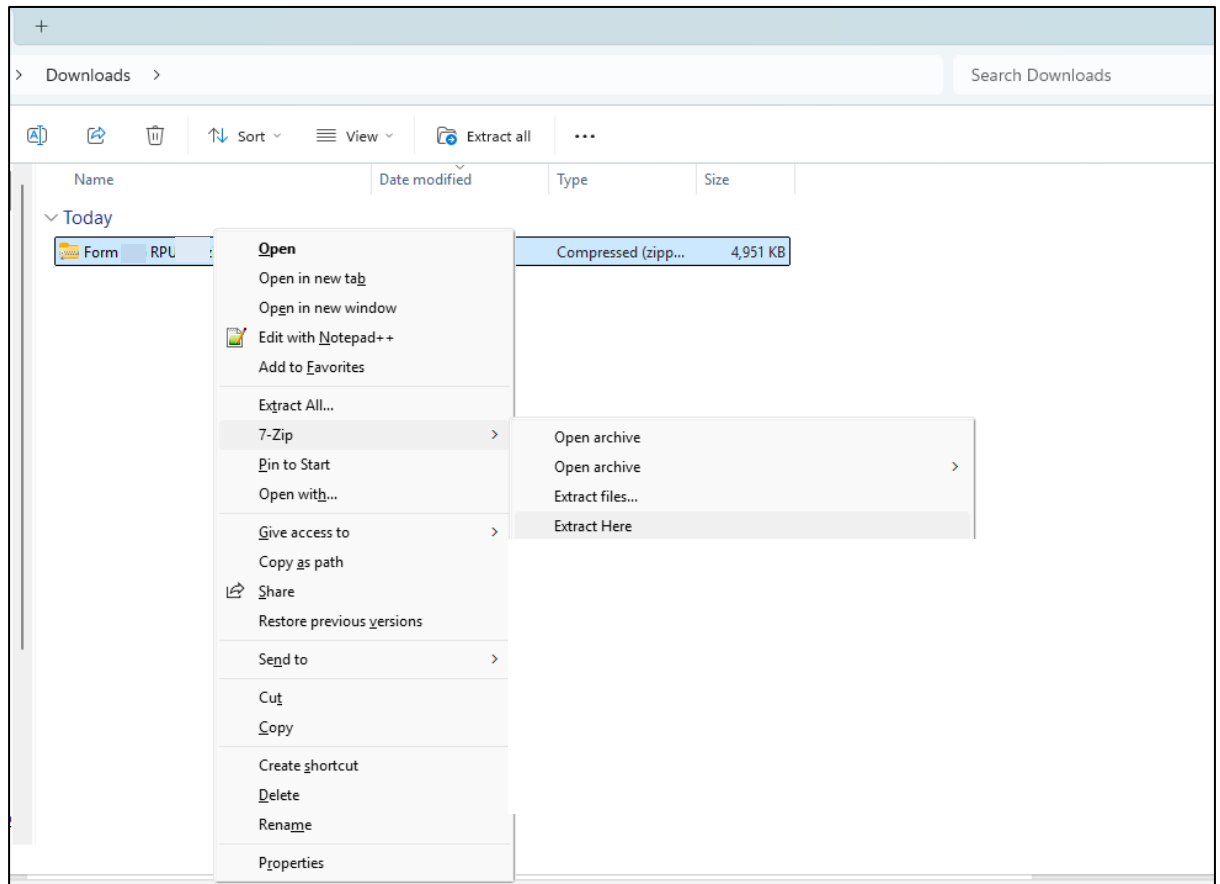 +
> Downloads >
Search Downloads
Sort
View
Extract all
...
Name
Date modified
Type
Size
Today
Form RPU
Compressed (zipp...
4,951 KB
Open
Open in new tab
Open in new window
Edit with Notepad++
Add to Favorites
Extract All...
7-Zip >
Pin to Start
Open with...
Give access to >
Copy as path
Share
Restore previous versions
Send to >
Cut
Copy
Create shortcut
Delete
Rename
Properties
Open archive
Open archive >
Extract files...
Extract Here